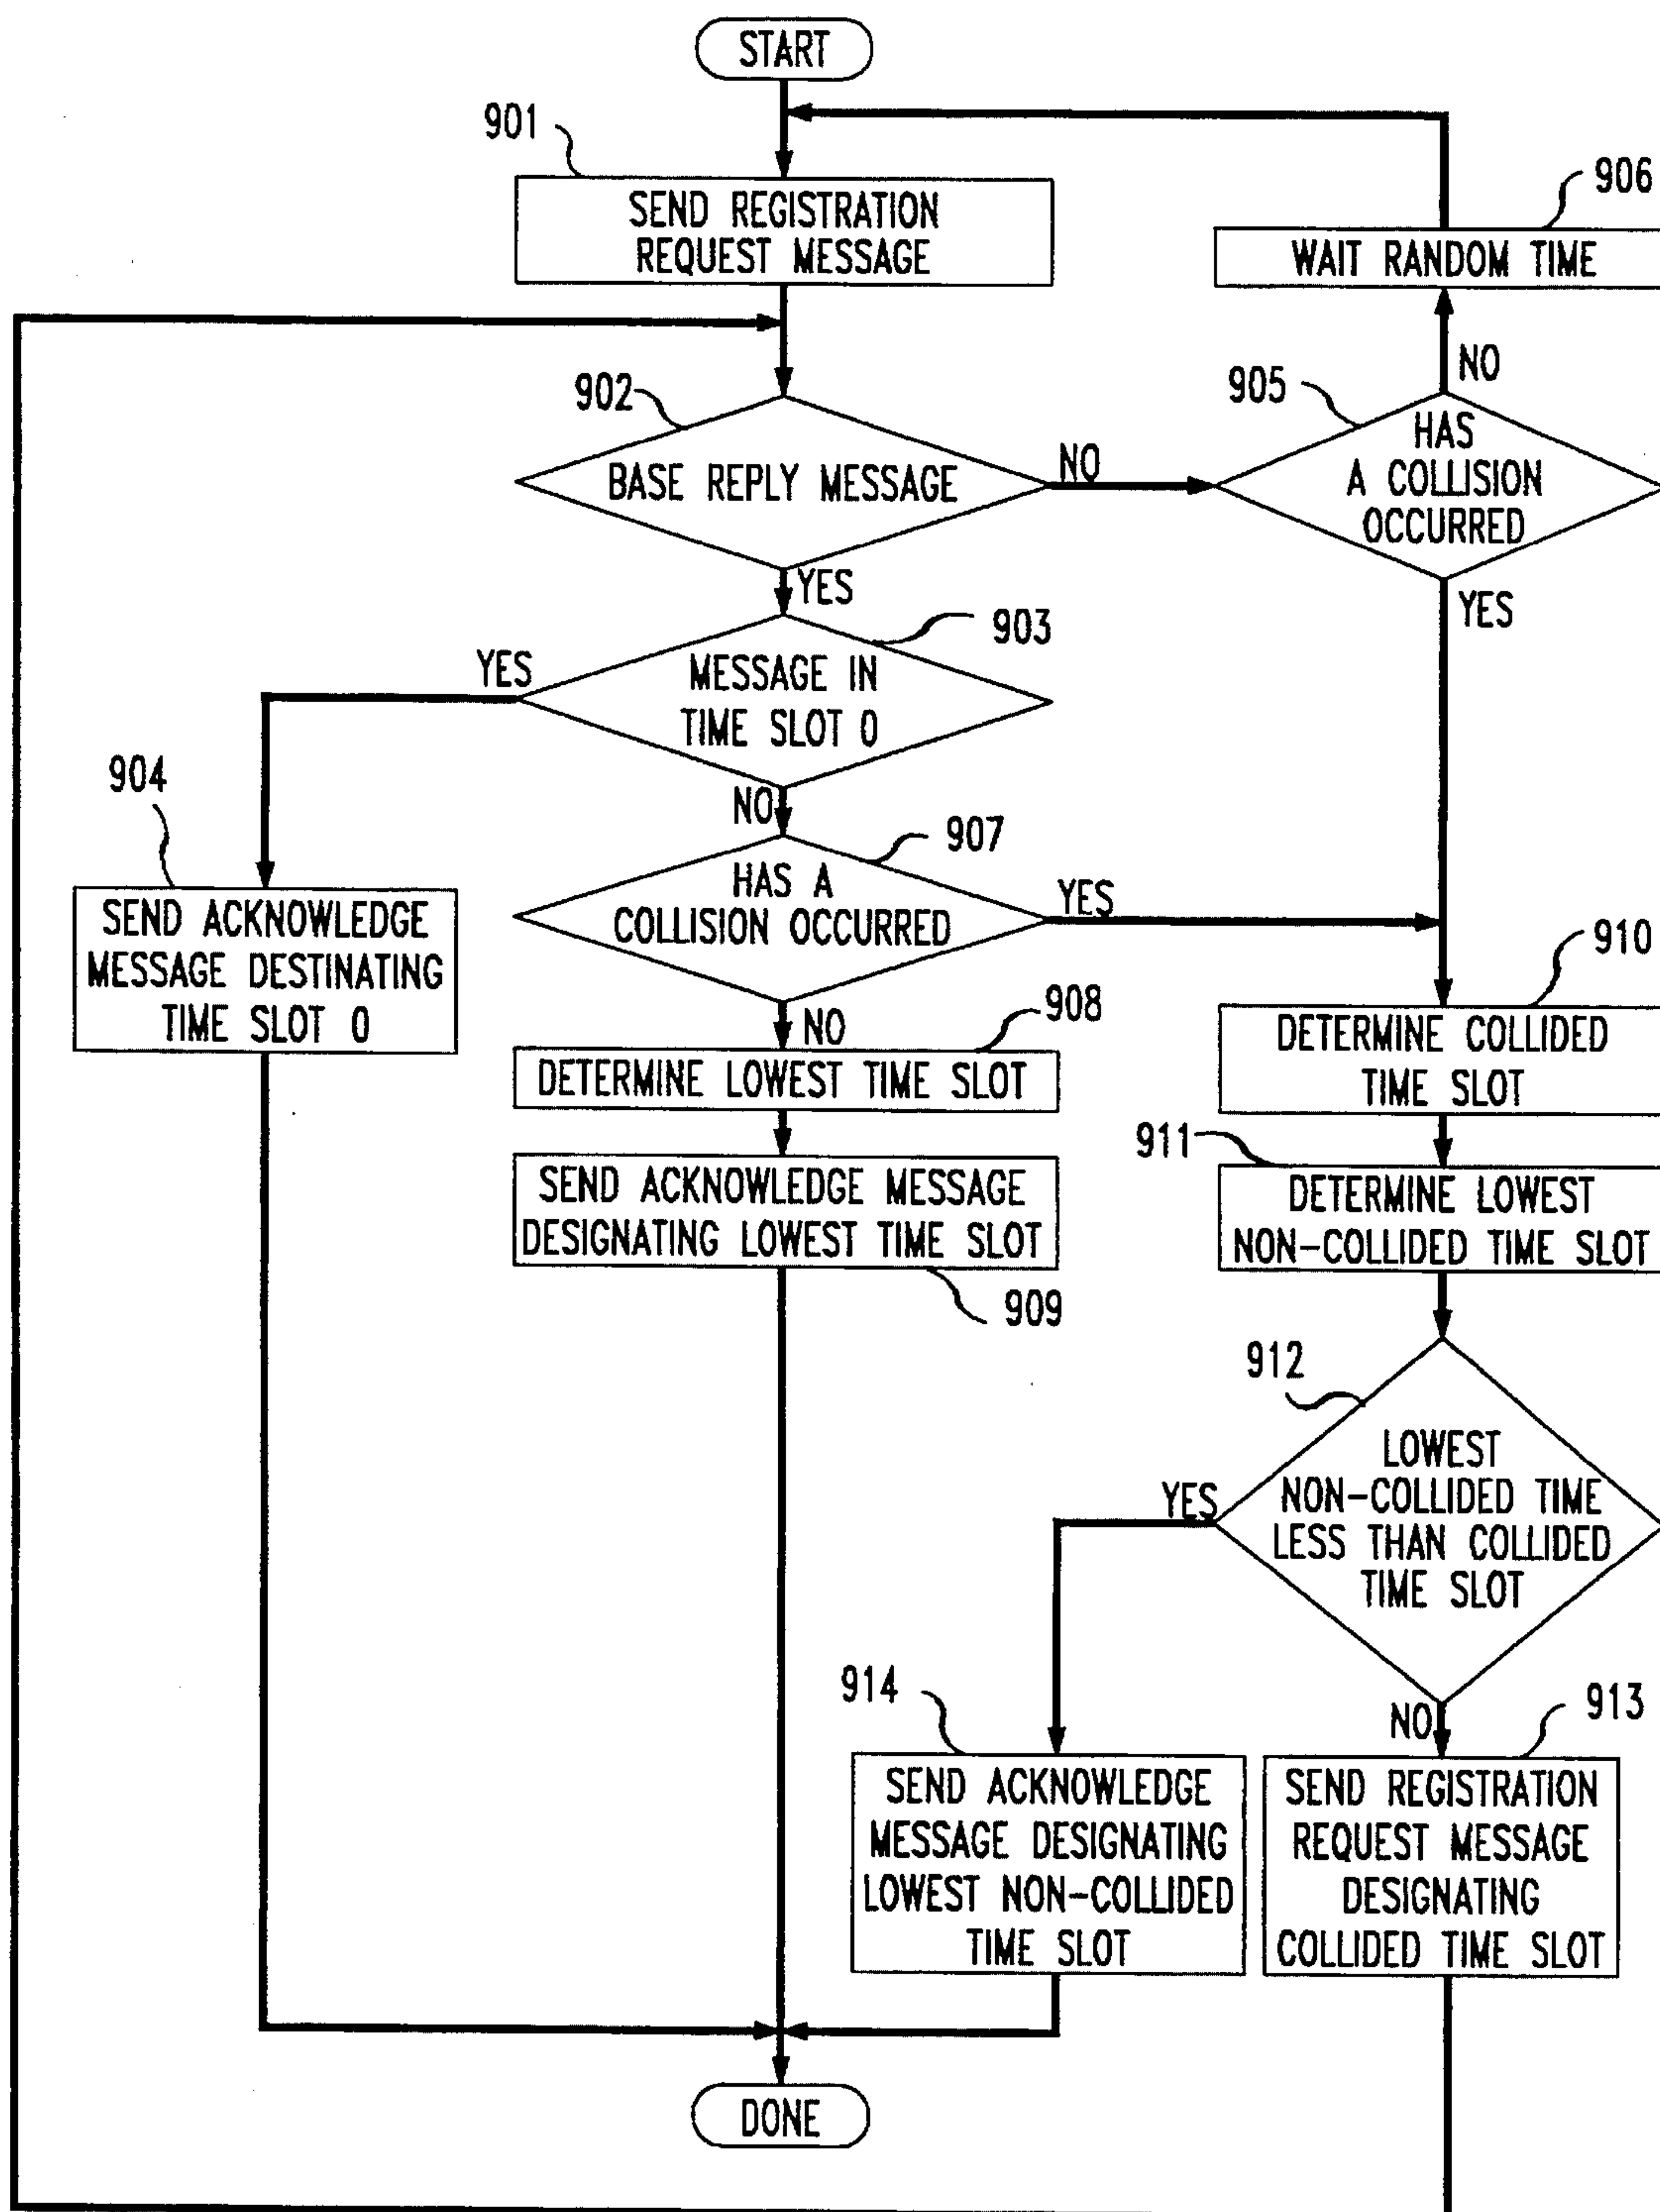 START
901
SEND REGISTRATION
REQUEST MESSAGE
906
WAIT RANDOM TIME
902
BASE REPLY MESSAGE
NO
905
NO
HAS
A COLLISION
OCCURRED
YES
YES
903
MESSAGE IN
TIME SLOT 0
YES
NO
904
SEND ACKNOWLEDGE
MESSAGE DESTINATING
TIME SLOT 0
907
HAS A
COLLISION OCCURRED
YES
NO
908
DETERMINE LOWEST TIME SLOT
SEND ACKNOWLEDGE MESSAGE
DESIGNATING LOWEST TIME SLOT
909
910
DETERMINE COLLIDED
TIME SLOT
911
DETERMINE LOWEST
NON-COLLIDED TIME SLOT
912
LOWEST
NON-COLLIDED TIME
LESS THAN COLLIDED
TIME SLOT
YES
NO
914
SEND ACKNOWLEDGE
MESSAGE DESIGNATING
LOWEST NON-COLLIDED
TIME SLOT
913
SEND REGISTRATION
REQUEST MESSAGE
DESIGNATING
COLLIDED TIME SLOT
DONE